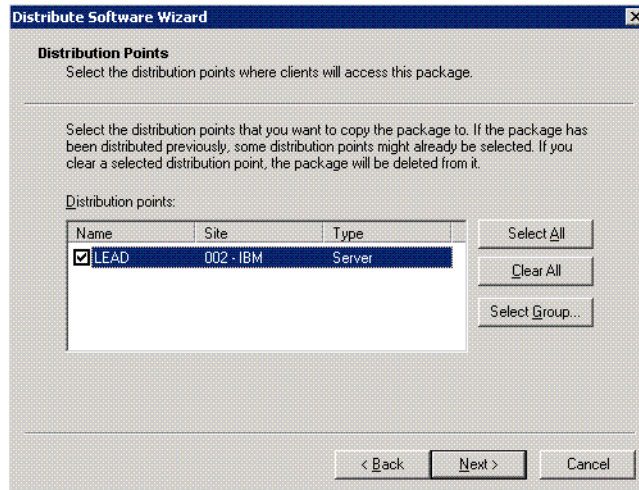 Distribute Software Wizard
Distribution Points
Select the distribution points where clients will access this package.
Select the distribution points that you want to copy the package to. If the package has
been distributed previously, some distribution points might already be selected. If you
clear a selected distribution point, the package will be deleted from it.
Distribution points:
Name Site Type
LEAD 002 - IBM Server
Select All
Clear All
Select Group...
< Back Next > Cancel